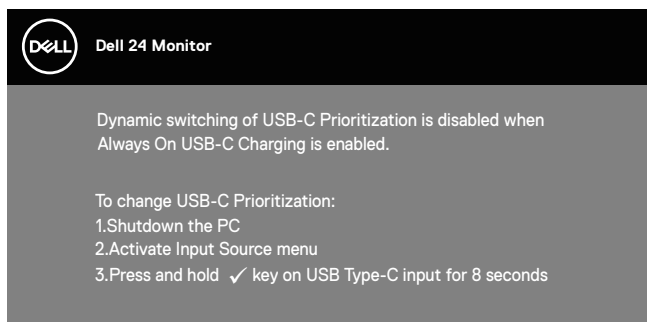 DELL
Dell 24 Monitor
Dynamic switching of USB-C Prioritization is disabled when
Always On USB-C Charging is enabled.
To change USB-C Prioritization:
1.Shutdown the PC
2.Activate Input Source menu
3.Press and hold ✓ key on USB Type-C input for 8 seconds